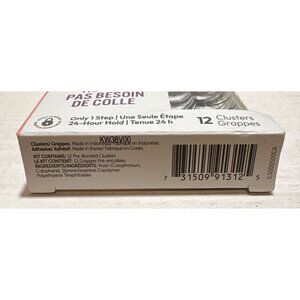 PAS BESOIN
DE COLLE
Only 1 Step | Une Seule Étape
24-Hour Hold | Tenue 24 h
12 Clusters
Grappes
KW38V00
Clusters/ Grappes: Made in Indonesia/ Fabriqué en Indonésie
Adhesive/ Adhésif: Made in Korea/ Fabriqué en Corée.
KIT CONTAINS: 12 Pre-Bonded Clusters
LE KIT CONTIENT: 12 Grappes Pré-encollées.
INGREDIENTS/INGRÉDIENTS: Rosin (Colophonium/
Colophane), Styrene/Isoprene Copolymer,
Polyethylene Terephthalate
7 31509 91312 5